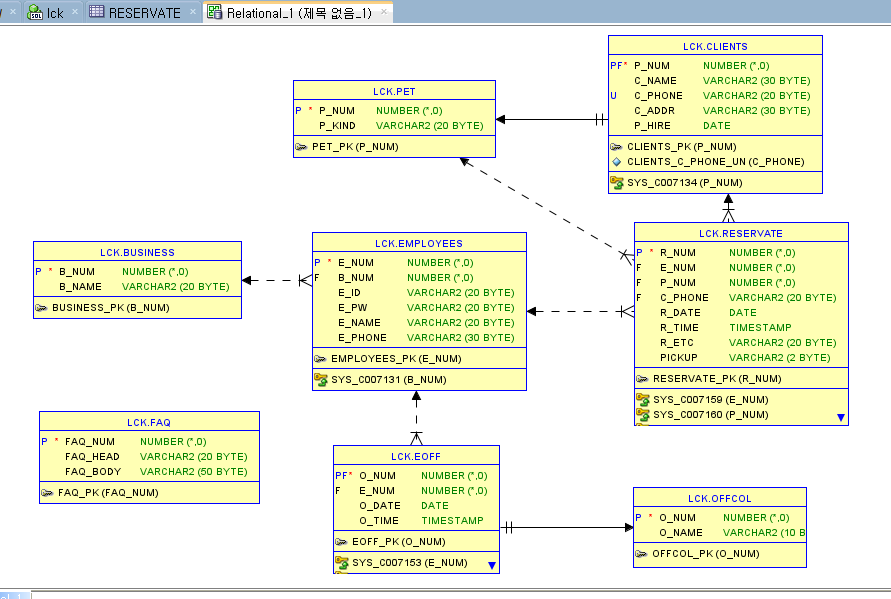 lck
RESERVATE
Relational_1 (제목 없음_1)
LCK.CLIENTS
PF* P_NUM NUMBER (*,0)
C_NAME VARCHAR2 (30 BYTE)
U C_PHONE VARCHAR2 (20 BYTE)
C_ADDR VARCHAR2 (30 BYTE)
P_HIRE DATE
CLIENTS_PK (P_NUM)
CLIENTS_C_PHONE_UN (C_PHONE)
SYS_C007134 (P_NUM)
LCK.PET
P * P_NUM NUMBER (*,0)
P_KIND VARCHAR2 (20 BYTE)
PET_PK (P_NUM)
LCK.BUSINESS
P * B_NUM NUMBER (*,0)
B_NAME VARCHAR2 (20 BYTE)
BUSINESS_PK (B_NUM)
LCK.EMPLOYEES
P * E_NUM NUMBER (*,0)
F B_NUM NUMBER (*,0)
E_ID VARCHAR2 (20 BYTE)
E_PW VARCHAR2 (20 BYTE)
E_NAME VARCHAR2 (20 BYTE)
E_PHONE VARCHAR2 (30 BYTE)
EMPLOYEES_PK (E_NUM)
SYS_C007131 (B_NUM)
LCK.RESERVATE
P * R_NUM NUMBER (*,0)
F E_NUM NUMBER (*,0)
F P_NUM NUMBER (*,0)
F C_PHONE VARCHAR2 (20 BYTE)
R_DATE DATE
R_TIME TIMESTAMP
R_ETC VARCHAR2 (20 BYTE)
PICKUP VARCHAR2 (2 BYTE)
RESERVATE_PK (R_NUM)
SYS_C007159 (E_NUM)
SYS_C007160 (P_NUM)
LCK.FAQ
P * FAQ_NUM NUMBER (*,0)
FAQ_HEAD VARCHAR2 (20 BYTE)
FAQ_BODY VARCHAR2 (50 BYTE)
FAQ_PK (FAQ_NUM)
LCK.EOFF
PF* O_NUM NUMBER (*,0)
F E_NUM NUMBER (*,0)
O_DATE DATE
O_TIME TIMESTAMP
EOFF_PK (O_NUM)
SYS_C007153 (E_NUM)
LCK.OFFCOL
P * O_NUM NUMBER (*,0)
O_NAME VARCHAR2 (10 B
OFFCOL_PK (O_NUM)